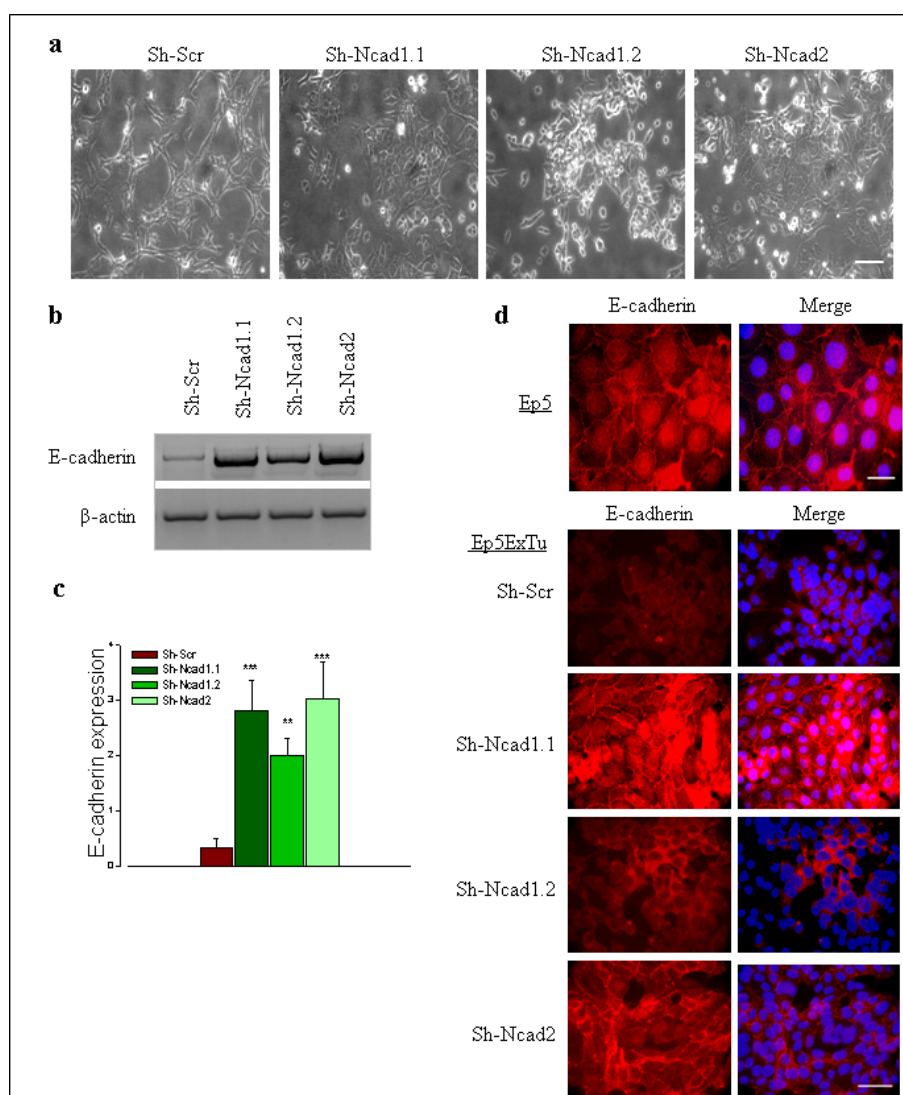 a
Sh-Scr Sh-Ncad1.1 Sh-Ncad1.2 Sh-Ncad2
b
Sh-Scr
Sh-Ncad1.1
Sh-Ncad1.2
Sh-Ncad2
E-cadherin
β-actin
c
E-cadherin expression
4
3
2
1
0
Sh-Scr
Sh-Ncad1.1
Sh-Ncad1.2
Sh-Ncad2
***
**
***
d
E-cadherin Merge
Ep5
E-cadherin Merge
Ep5ExTu
Sh-Scr
Sh-Ncad1.1
Sh-Ncad1.2
Sh-Ncad2